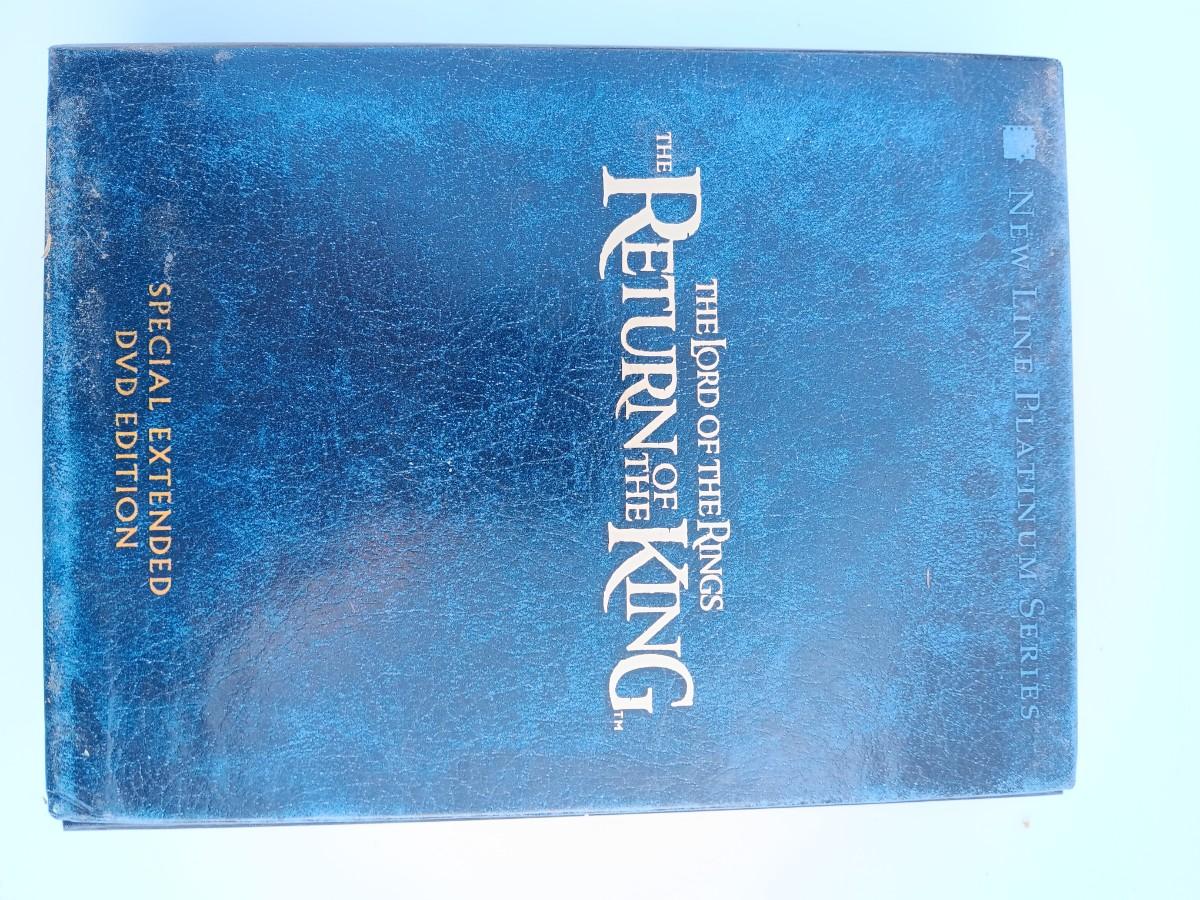 NEW LINE PLATINUM SERIES
THE LORD OF THE RINGS
THE RETURN OF THE KING™
SPECIAL EXTENDED
DVD EDITION